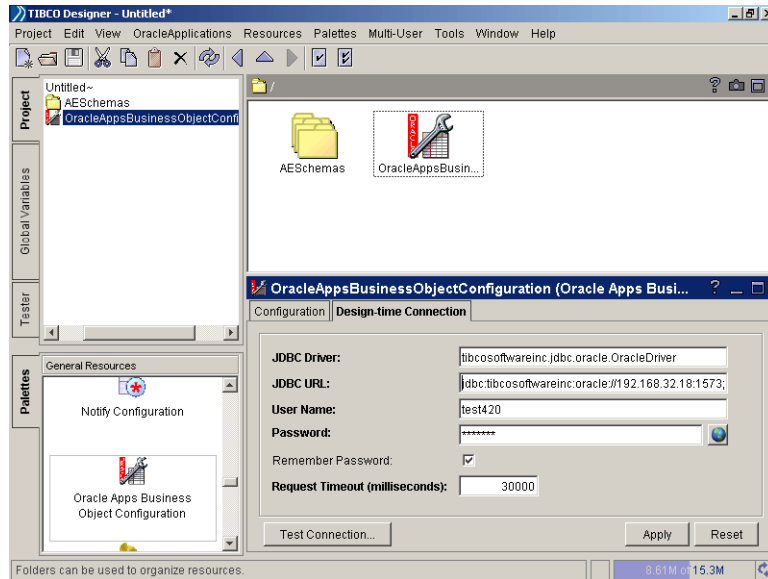 TIBCO Designer - Untitled*
Project Edit View OracleApplications Resources Palettes Multi-User Tools Window Help
Project
Global Variables
Tester
Untitled~
AESchemas
OracleAppsBusinessObjectConfi
/
AESchemas
OracleAppsBusin...
ORACLE
OracleAppsBusinessObjectConfiguration (Oracle Apps Busi...
Configuration Design-time Connection
JDBC Driver: tibcosoftwareinc.jdbc.oracle.OracleDriver
JDBC URL: jdbc:tibcosoftwareinc:oracle://192.168.32.18:1573;
User Name: test420
Password: *******
Remember Password:
Request Timeout (milliseconds): 30000
Test Connection... Apply Reset
Palettes
General Resources
Notify Configuration
Oracle Apps Business
Object Configuration
Folders can be used to organize resources.
8.61M of 15.3M